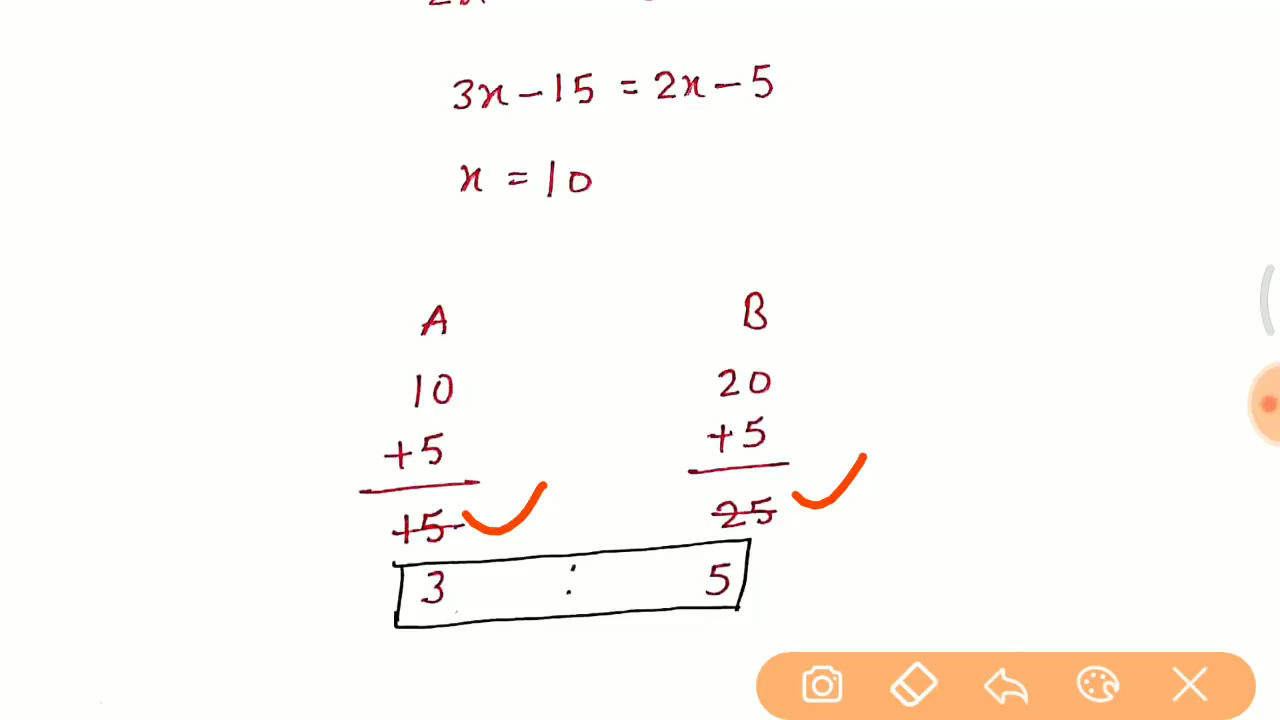 3x - 15 = 2x - 5
x = 10
A B
10 20
+5 +5
15 25
3 : 5